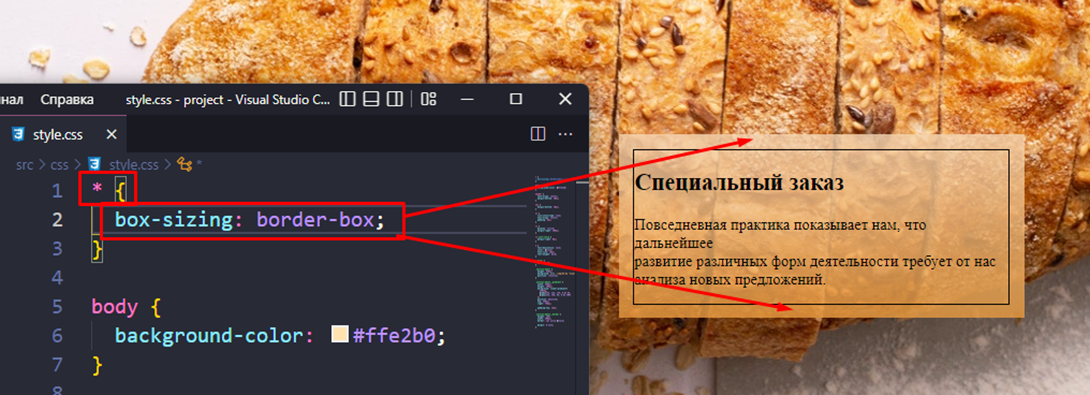 нал Справка style.css - project - Visual Studio C...
style.css
src > css > style.css > *
1 * {
2 box-sizing: border-box;
3 }
4
5 body {
6 background-color: #ffe2b0;
7 }
8
Специальный заказ
Повседневная практика показывает нам, что
дальнейшее
развитие различных форм деятельности требует от нас
анализа новых предложений.